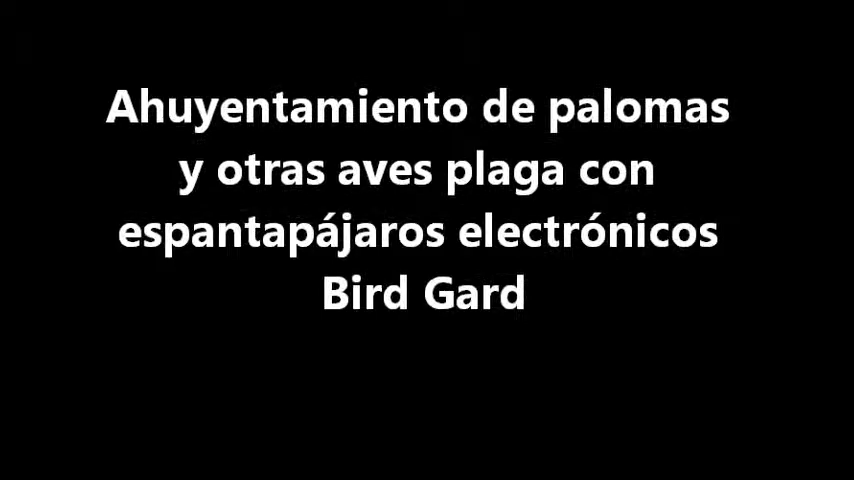 Ahuyentamiento de palomas
y otras aves plaga con
espantapájaros electrónicos
Bird Gard